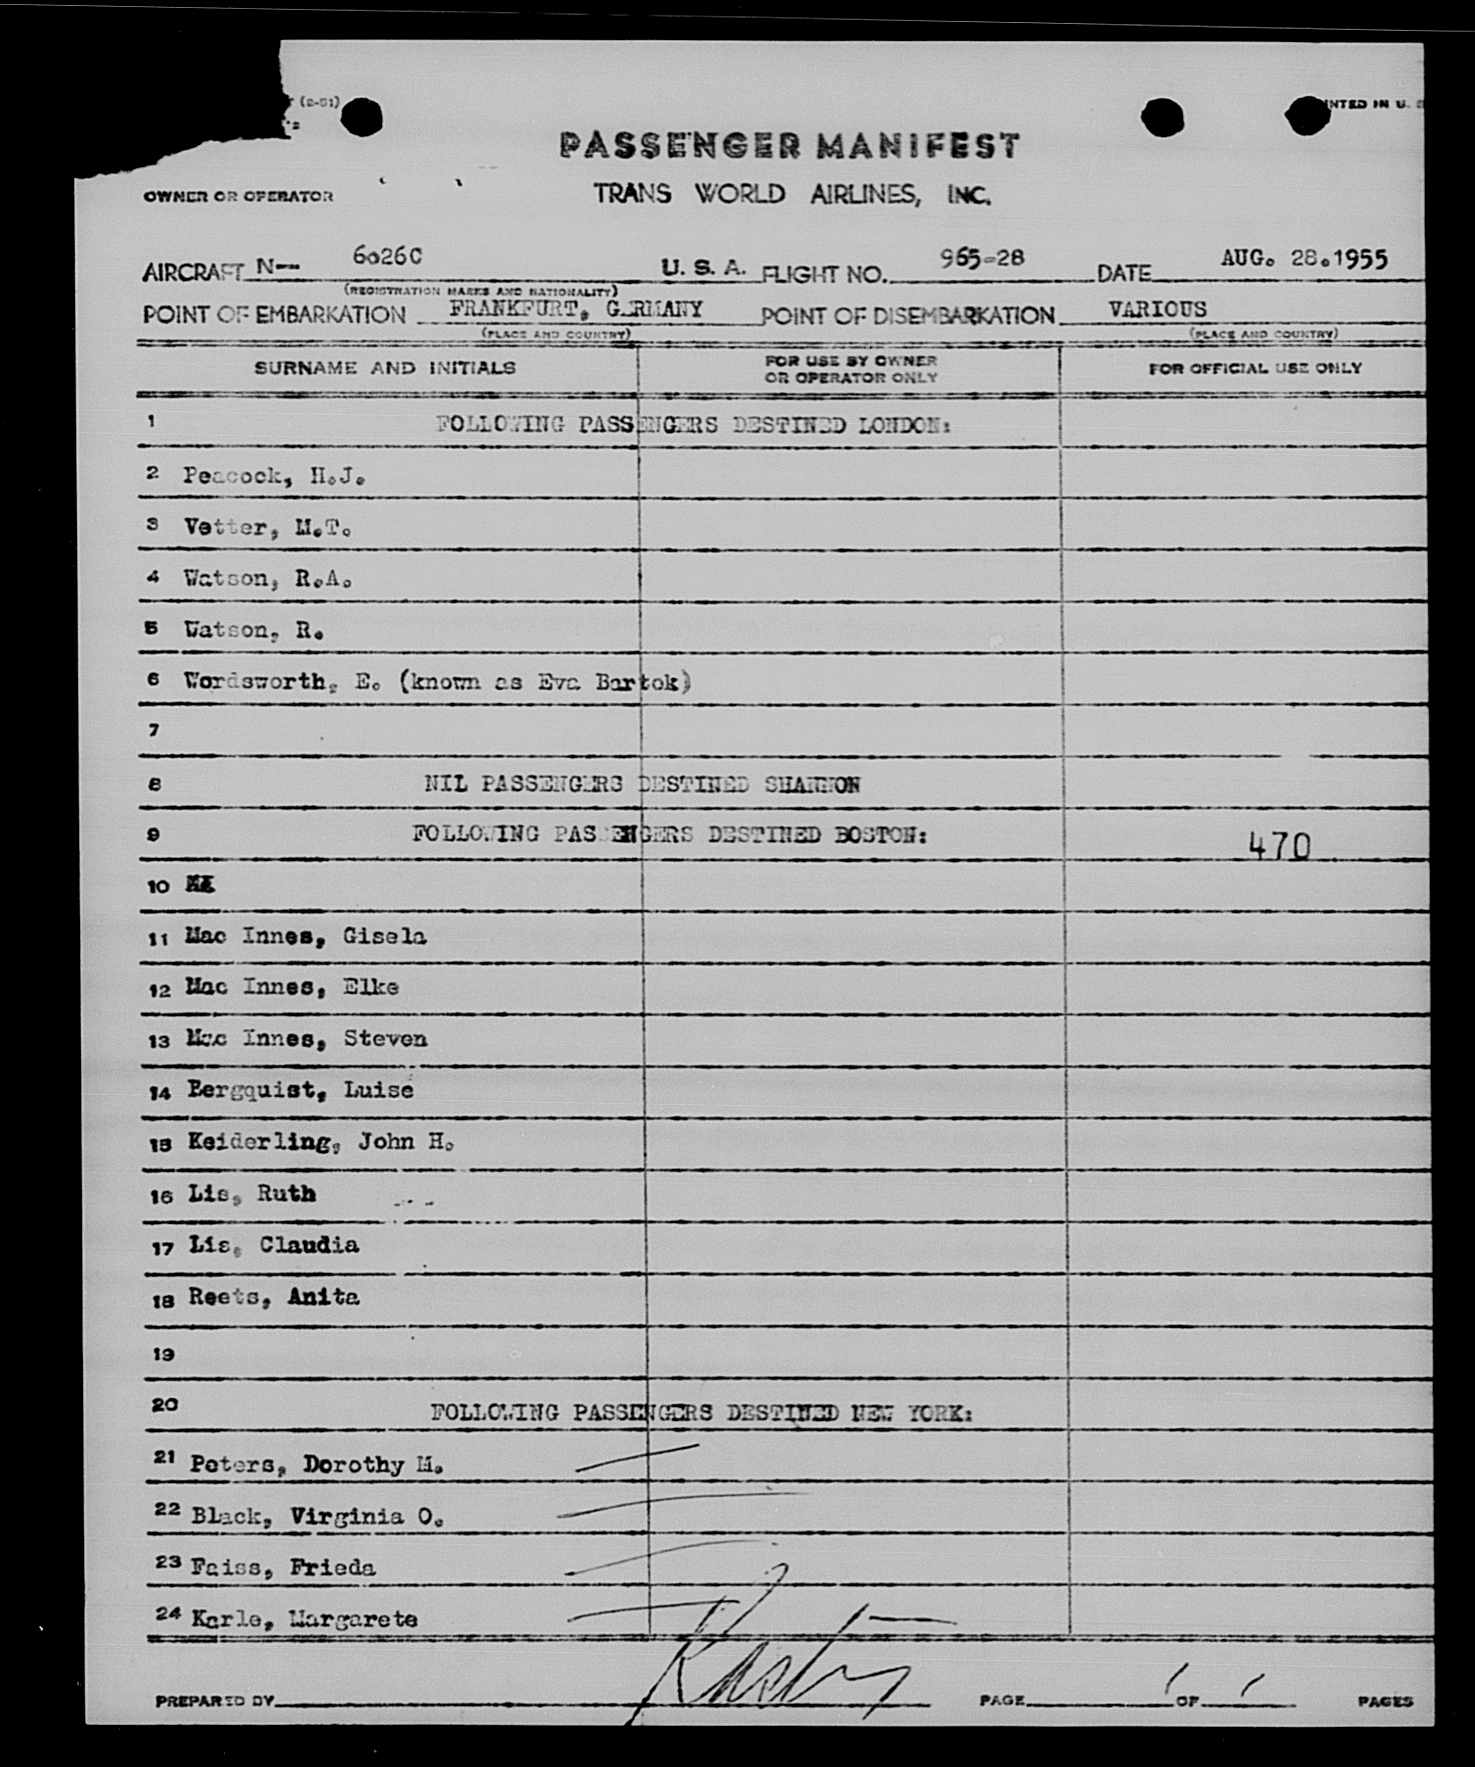 (2-51)
PRINTED IN U. S
PASSENGER MANIFEST
OWNER OR OPERATOR TRANS WORLD AIRLINES, INC.
AIRCRAFT N-- 6026C U. S. A. FLIGHT NO. 965-28 DATE AUG. 28.1955
(REGISTRATION MARKS AND NATIONALITY)
POINT OF EMBARKATION FRANKFURT, GERMANY POINT OF DISEMBARKATION VARIOUS
(PLACE AND COUNTRY) (PLACE AND COUNTRY)
SURNAME AND INITIALS FOR USE BY OWNER OR OPERATOR ONLY FOR OFFICIAL USE ONLY
1 FOLLOWING PASSENGERS DESTINED LONDON:
2 Peacock, H.J.
3 Vetter, M.T.
4 Watson, R.A.
5 Watson, R.
6 Wordsworth, E. (known as Eva Bartok)
7
8 NIL PASSENGERS DESTINED SHANNON
9 FOLLOWING PASSENGERS DESTINED BOSTON: 470
10
11 Mac Innes, Gisela
12 Mac Innes, Elke
13 Mac Innes, Steven
14 Bergquist, Luise
15 Keiderling, John H.
16 Lis, Ruth
17 Lis, Claudia
18 Reets, Anita
19
20 FOLLOWING PASSENGERS DESTINED NEW YORK:
21 Peters, Dorothy M.
22 Black, Virginia O.
23 Faiss, Frieda
24 Karle, Margarete
PREPARED BY PAGE 1 OF 1 PAGES